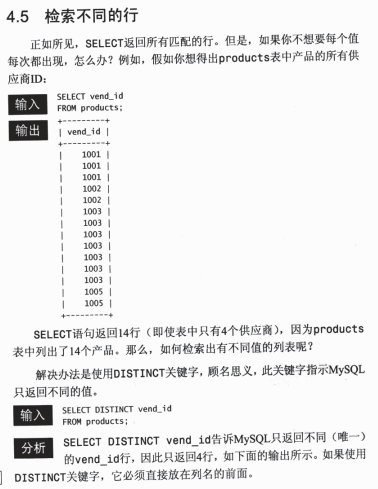 4.5 检索不同的行
正如所见，SELECT返回所有匹配的行。但是，如果你不想要每个值
每次都出现，怎么办？例如，假如你想得出products表中产品的所有供
应商ID：
输入 SELECT vend_id
FROM products;
输出 +---------+
| vend_id |
+---------+
| 1001 |
| 1001 |
| 1001 |
| 1002 |
| 1002 |
| 1003 |
| 1003 |
| 1003 |
| 1003 |
| 1003 |
| 1003 |
| 1003 |
| 1005 |
| 1005 |
+---------+
SELECT语句返回14行（即使表中只有4个供应商），因为products
表中列出了14个产品。那么，如何检索出有不同值的列表呢？
解决办法是使用DISTINCT关键字，顾名思义，此关键字指示MySQL
只返回不同的值。
输入 SELECT DISTINCT vend_id
FROM products;
分析 SELECT DISTINCT vend_id告诉MySQL只返回不同（唯一）
的vend_id行，因此只返回4行，如下面的输出所示。如果使用
DISTINCT关键字，它必须直接放在列名的前面。